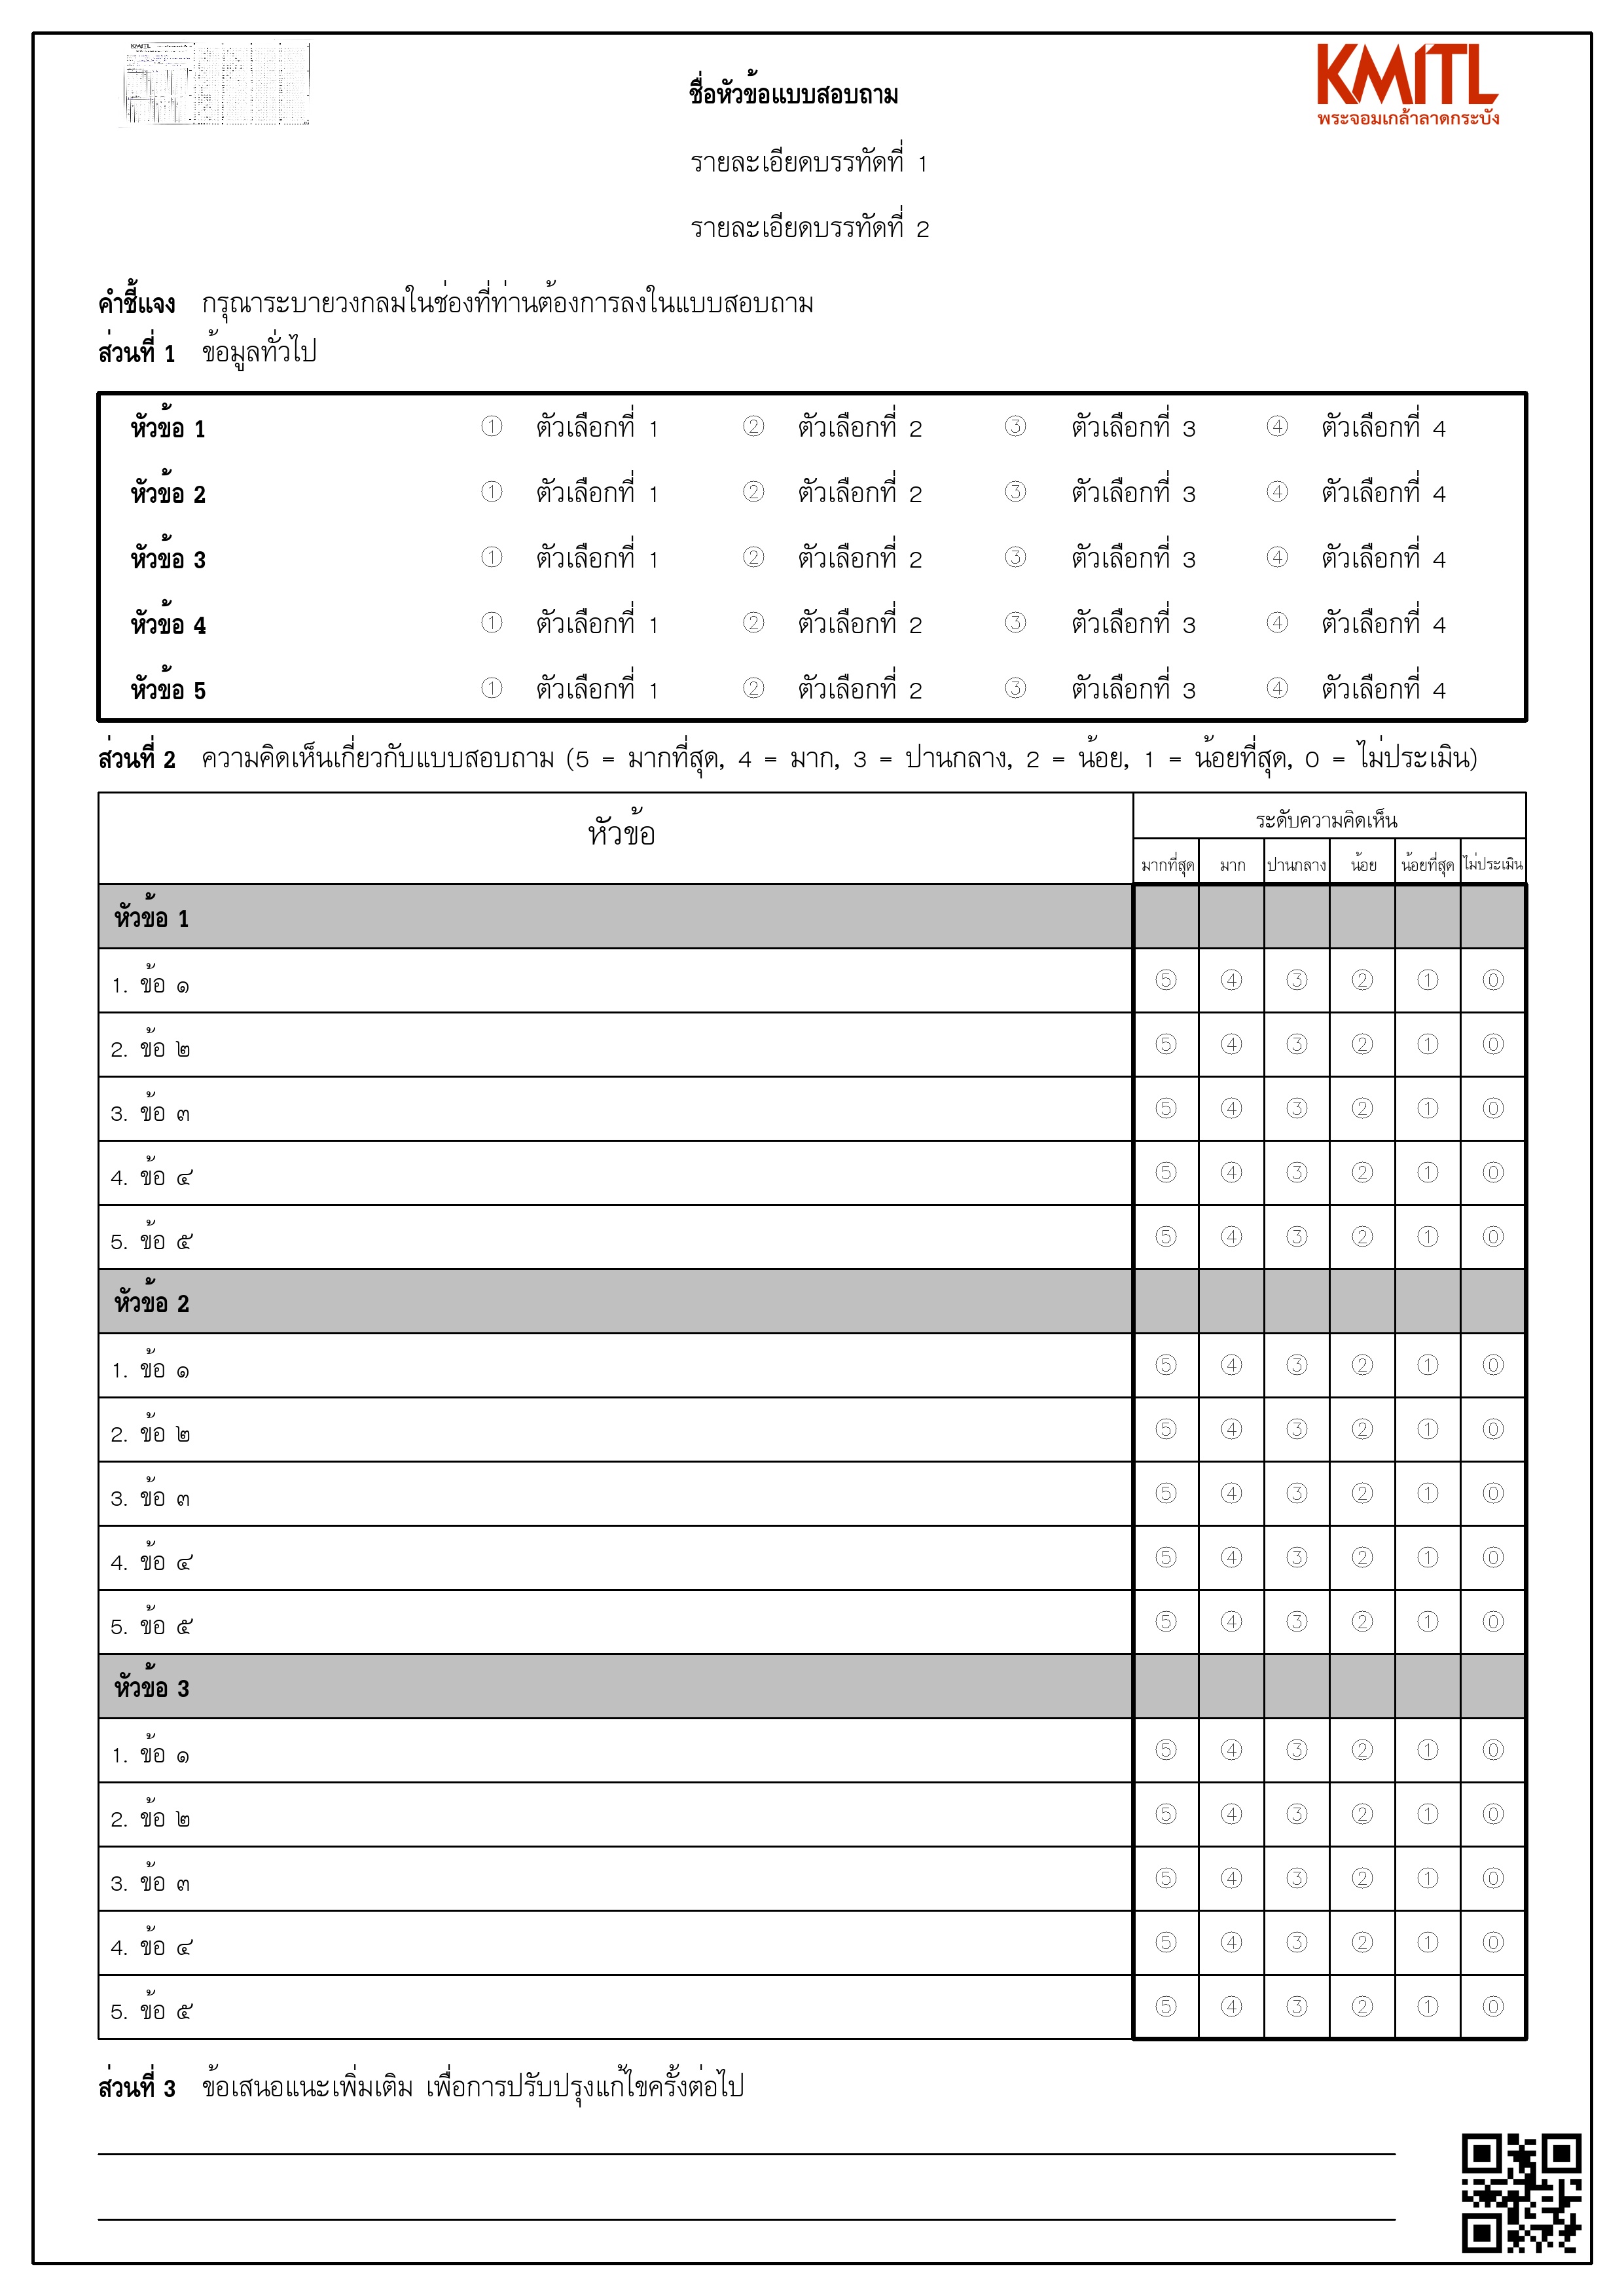 KMITL
พระจอมเกล้าลาดกระบัง
ชื่อหัวข้อแบบสอบถาม
รายละเอียดบรรทัดที่ 1
รายละเอียดบรรทัดที่ 2
คำชี้แจง กรุณาระบายวงกลมในช่องที่ท่านต้องการลงในแบบสอบถาม
ส่วนที่ 1 ข้อมูลทั่วไป
หัวข้อ 1 ① ตัวเลือกที่ 1 ② ตัวเลือกที่ 2 ③ ตัวเลือกที่ 3 ④ ตัวเลือกที่ 4
หัวข้อ 2 ① ตัวเลือกที่ 1 ② ตัวเลือกที่ 2 ③ ตัวเลือกที่ 3 ④ ตัวเลือกที่ 4
หัวข้อ 3 ① ตัวเลือกที่ 1 ② ตัวเลือกที่ 2 ③ ตัวเลือกที่ 3 ④ ตัวเลือกที่ 4
หัวข้อ 4 ① ตัวเลือกที่ 1 ② ตัวเลือกที่ 2 ③ ตัวเลือกที่ 3 ④ ตัวเลือกที่ 4
หัวข้อ 5 ① ตัวเลือกที่ 1 ② ตัวเลือกที่ 2 ③ ตัวเลือกที่ 3 ④ ตัวเลือกที่ 4
ส่วนที่ 2 ความคิดเห็นเกี่ยวกับแบบสอบถาม (5 = มากที่สุด, 4 = มาก, 3 = ปานกลาง, 2 = น้อย, 1 = น้อยที่สุด, 0 = ไม่ประเมิน)
หัวข้อ ระดับความคิดเห็น
มากที่สุด มาก ปานกลาง น้อย น้อยที่สุด ไม่ประเมิน
หัวข้อ 1
1. ข้อ ๑ ⑤ ④ ③ ② ① ⓪
2. ข้อ ๒ ⑤ ④ ③ ② ① ⓪
3. ข้อ ๓ ⑤ ④ ③ ② ① ⓪
4. ข้อ ๔ ⑤ ④ ③ ② ① ⓪
5. ข้อ ๕ ⑤ ④ ③ ② ① ⓪
หัวข้อ 2
1. ข้อ ๑ ⑤ ④ ③ ② ① ⓪
2. ข้อ ๒ ⑤ ④ ③ ② ① ⓪
3. ข้อ ๓ ⑤ ④ ③ ② ① ⓪
4. ข้อ ๔ ⑤ ④ ③ ② ① ⓪
5. ข้อ ๕ ⑤ ④ ③ ② ① ⓪
หัวข้อ 3
1. ข้อ ๑ ⑤ ④ ③ ② ① ⓪
2. ข้อ ๒ ⑤ ④ ③ ② ① ⓪
3. ข้อ ๓ ⑤ ④ ③ ② ① ⓪
4. ข้อ ๔ ⑤ ④ ③ ② ① ⓪
5. ข้อ ๕ ⑤ ④ ③ ② ① ⓪
ส่วนที่ 3 ข้อเสนอแนะเพิ่มเติม เพื่อการปรับปรุงแก้ไขครั้งต่อไป